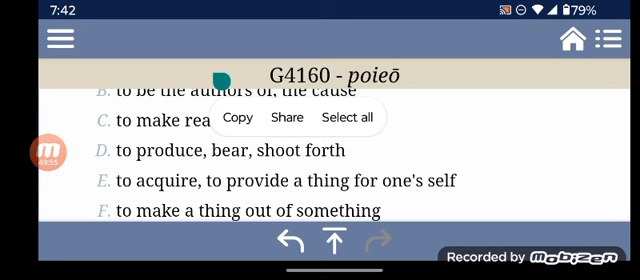 7:42
79%
G4160 - poieō
B. to be the authors of, the cause
C. to make rea
Copy Share Select all
D. to produce, bear, shoot forth
E. to acquire, to provide a thing for one's self
F. to make a thing out of something
49:55
Recorded by MOBIZEN